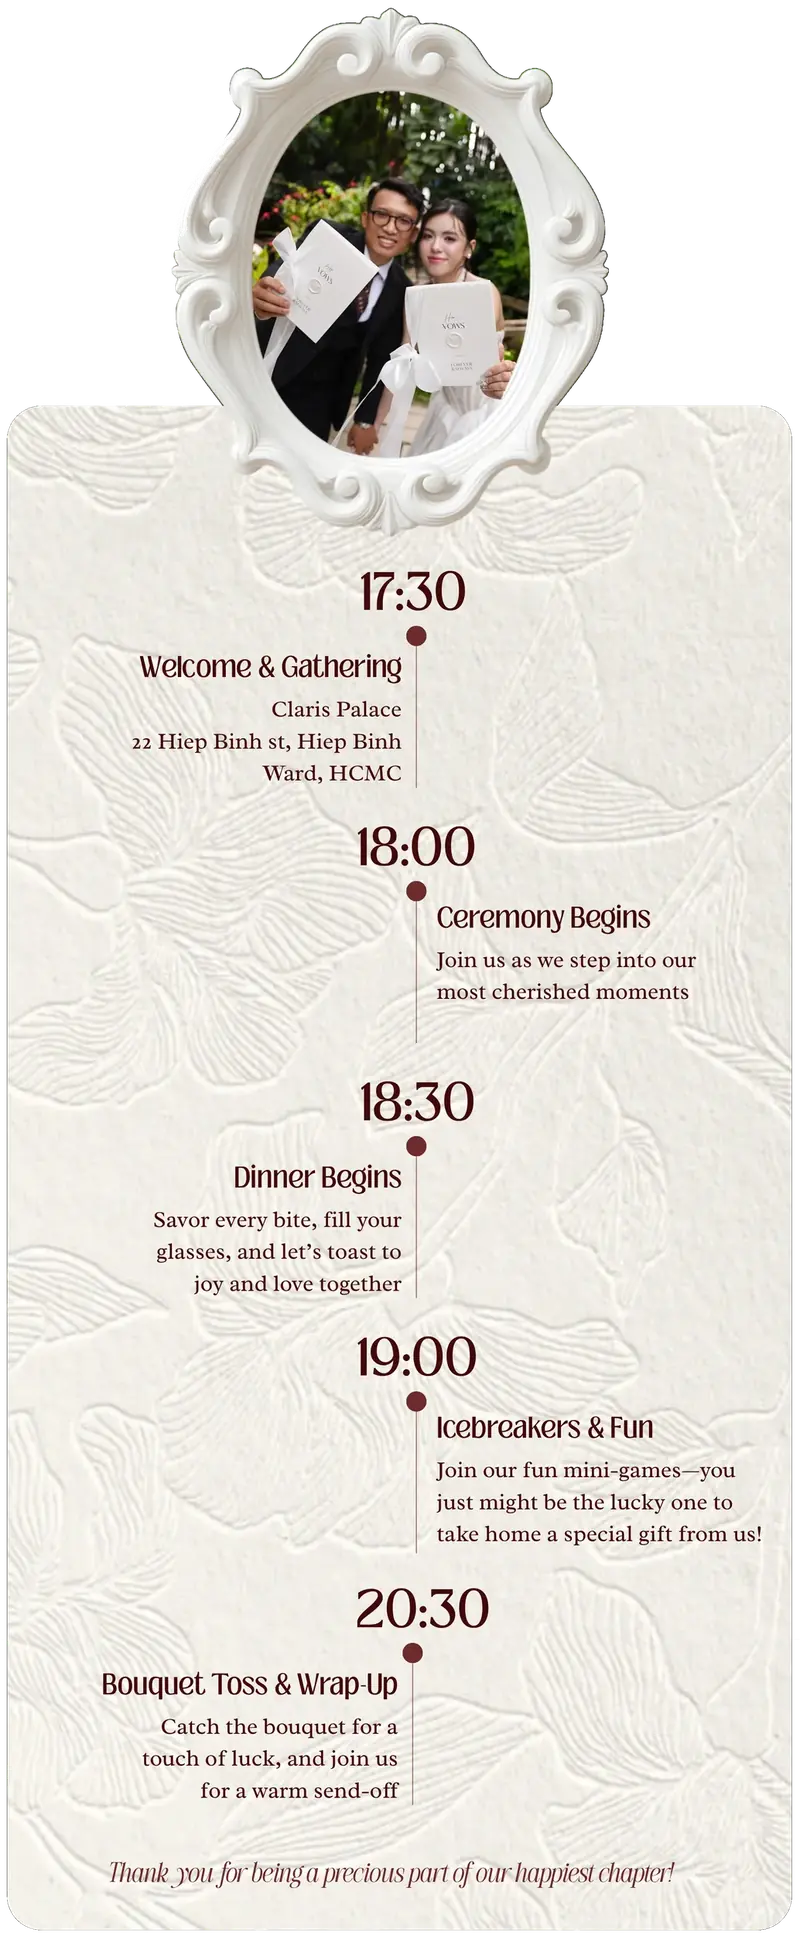 His
VOWS
Her
VOWS
FOREVER
17:30
Welcome & Gathering
Claris Palace
22 Hiep Binh st, Hiep Binh
Ward, HCMC
18:00
Ceremony Begins
Join us as we step into our
most cherished moments
18:30
Dinner Begins
Savor every bite, fill your
glasses, and let’s toast to
joy and love together
19:00
Icebreakers & Fun
Join our fun mini-games—you
just might be the lucky one to
take home a special gift from us!
20:30
Bouquet Toss & Wrap-Up
Catch the bouquet for a
touch of luck, and join us
for a warm send-off
Thank you for being a precious part of our happiest chapter!